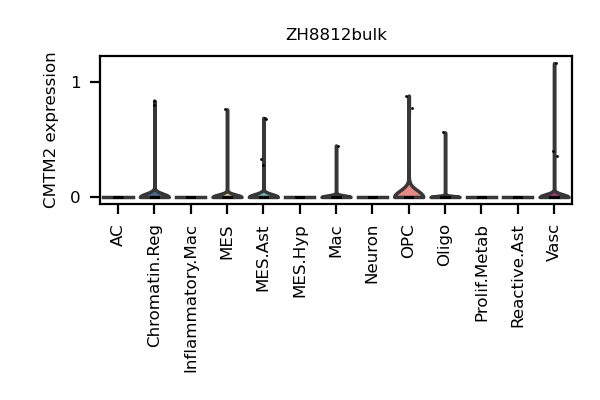 ZH8812bulk
CMTM2 expression
1
0
AC
Chromatin.Reg
Inflammatory.Mac
MES
MES.Ast
MES.Hyp
Mac
Neuron
OPC
Oligo
Prolif.Metab
Reactive.Ast
Vasc